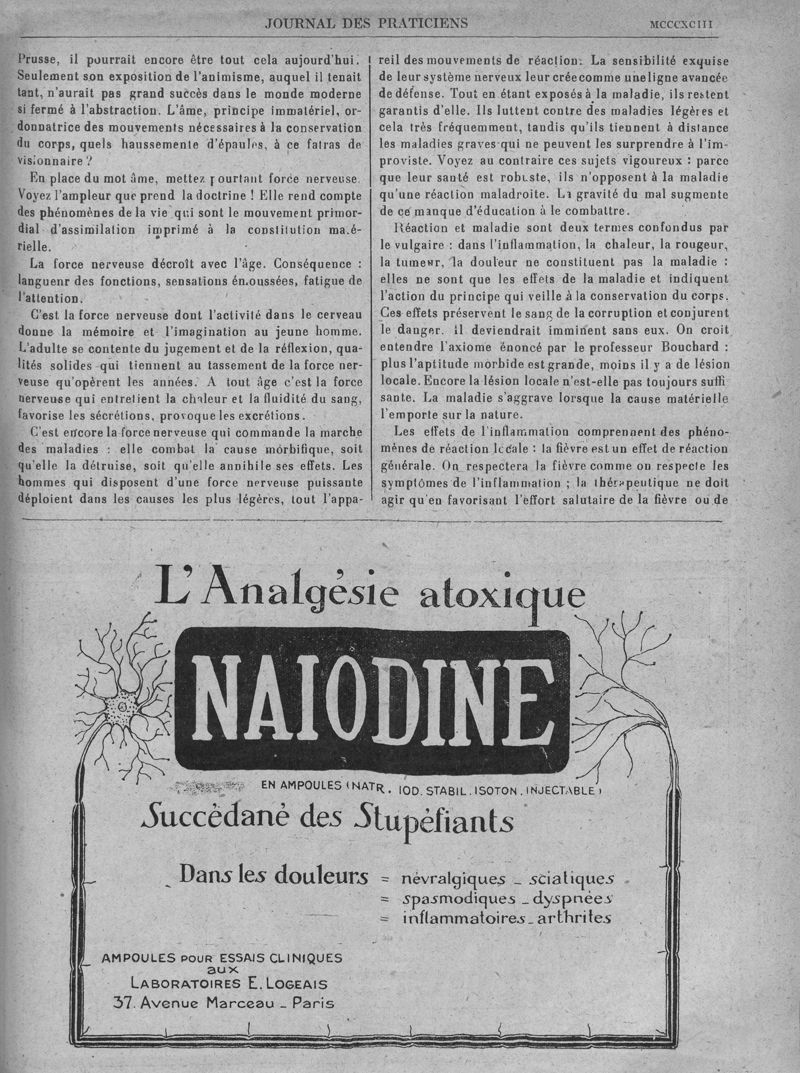 JOURNAL DES PRATICIENS
MCCCXCIII
Prusse, il pourrait encore être tout cela aujourd'hui.
Seulement son exposition de l'animisme, auquel il tenait
tant, n'aurait pas grand succès dans le monde moderne
si fermé à l'abstraction. L'âme, principe immatériel, or-
donnatrice des mouvements nécessaires à la conservation
du corps, quels haussements d'épaules, à ce fatras de
visionnaire ?
En place du mot âme, mettez pourtant force nerveuse.
Voyez l'ampleur que prend la doctrine ! Elle rend compte
des phénomènes de la vie qui sont le mouvement primor-
dial d'assimilation imprimé à la constitution maté-
rielle.
La force nerveuse décroît avec l'âge. Conséquence :
langueur des fonctions, sensations émoussées, fatigue de
l'attention.
C'est la force nerveuse dont l'activité dans le cerveau
donne la mémoire et l'imagination au jeune homme.
L'adulte se contente du jugement et de la réflexion, qua-
lités solides qui tiennent au tassement de la force ner-
veuse qu'opèrent les années. A tout âge c'est la force
nerveuse qui entretient la chaleur et la fluidité du sang,
favorise les sécrétions, provoque les excrétions.
C'est encore la force nerveuse qui commande la marche
des maladies : elle combat la cause morbifique, soit
qu'elle la détruise, soit qu'elle annihile ses effets. Les
hommes qui disposent d'une force nerveuse puissante
déploient dans les causes les plus légères, tout l'appa-
reil des mouvements de réaction. La sensibilité exquise
de leur système nerveux leur crée comme une ligne avancée
de défense. Tout en étant exposés à la maladie, ils restent
garantis d'elle. Ils luttent contre des maladies légères et
cela très fréquemment, tandis qu'ils tiennent à distance
les maladies graves qui ne peuvent les surprendre à l'im-
proviste. Voyez au contraire ces sujets vigoureux : parce
que leur santé est robuste, ils n'opposent à la maladie
qu'une réaction maladroite. La gravité du mal augmente
de ce manque d'éducation à le combattre.
Réaction et maladie sont deux termes confondus par
le vulgaire : dans l'inflammation, la chaleur, la rougeur,
la tumeur, la douleur ne constituent pas la maladie :
elles ne sont que les effets de la maladie et indiquent
l'action du principe qui veille à la conservation du corps.
Ces effets préservent le sang de la corruption et conjurent
le danger. il deviendrait imminent sans eux. On croit
entendre l'axiome énoncé par le professeur Bouchard :
plus l'aptitude morbide est grande, moins il y a de lésion
locale. Encore la lésion locale n'est-elle pas toujours suffi
sante. La maladie s'aggrave lorsque la cause matérielle
l'emporte sur la nature.
Les effets de l'inflammation comprennent des phéno-
mènes de réaction locale : la fièvre est un effet de réaction
générale. On respectera la fièvre comme on respecte les
symptômes de l'inflammation ; la thérapeutique ne doit
agir qu'en favorisant l'effort salutaire de la fièvre ou de
L'Analgésie atoxique
NAIODINE
EN AMPOULES (NATR. IOD. STABIL. ISOTON. INJECTABLE)
Succèdanè des Stupèfiants
Dans les douleurs = nèvralgiques _ sciatiques
= spasmodiques _ dyspnèes
= inflammatoires _ arthrites
AMPOULES POUR ESSAIS CLINIQUES
aux
LABORATOIRES E. LOGEAIS
37. Avenue Marceau _ Paris